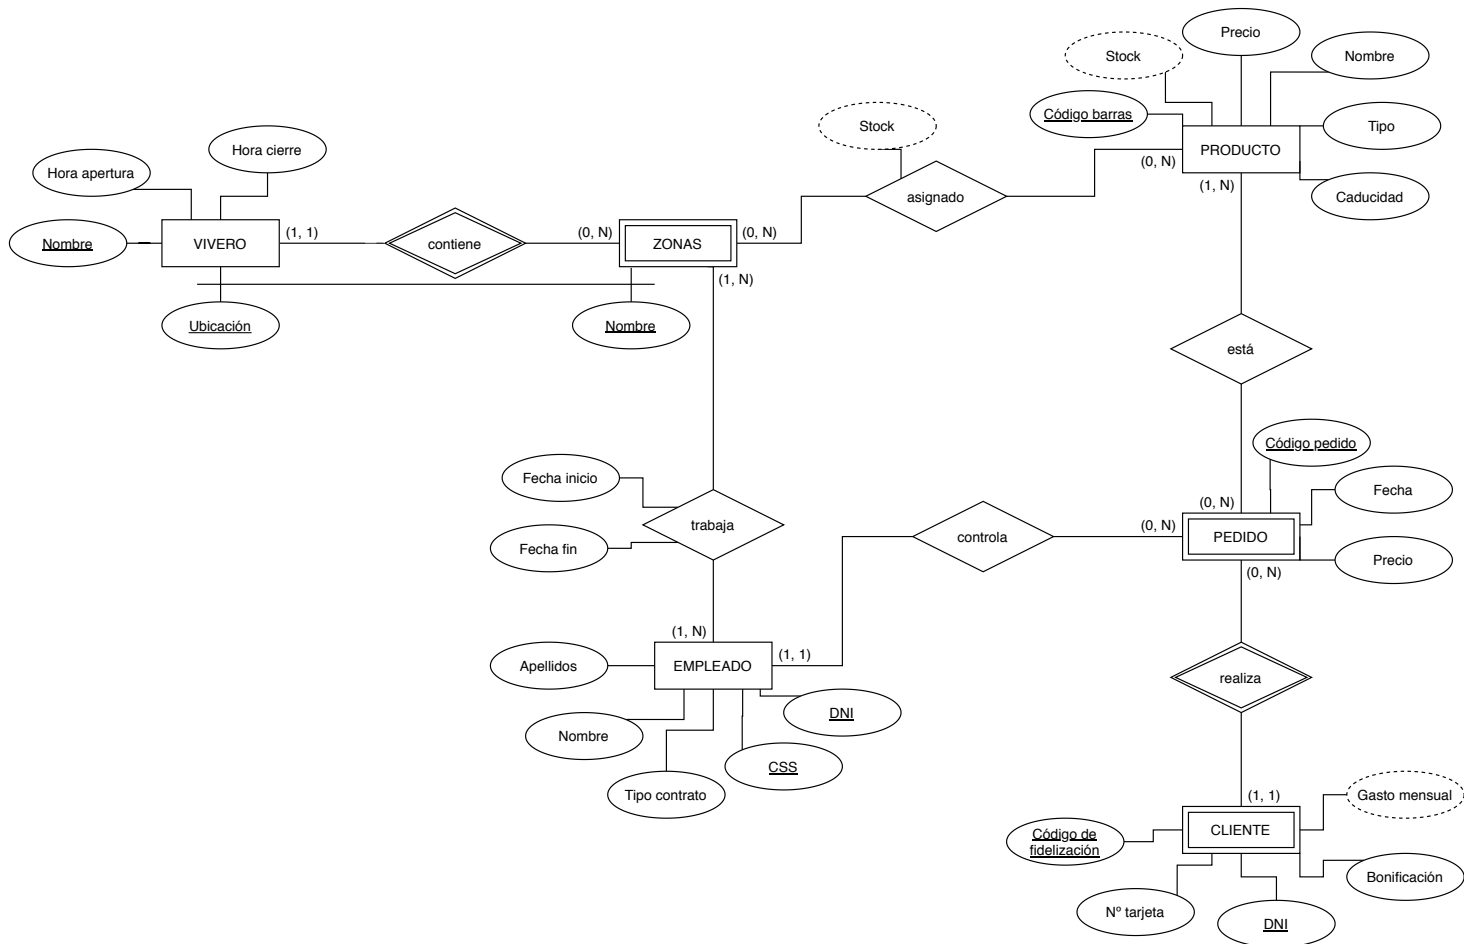 Precio
Stock
Nombre
Código barras
Tipo
PRODUCTO
Caducidad
(0, N)
(1, N)
Stock
asignado
Hora cierre
Hora apertura
Nombre
VIVERO
(1, 1)
contiene
(0, N)
ZONAS
(0, N)
(1, N)
Ubicación
Nombre
está
Código pedido
Fecha
(0, N)
Fecha inicio
Fecha fin
trabaja
controla
(0, N)
PEDIDO
Precio
(0, N)
(1, N)
Apellidos
EMPLEADO
(1, 1)
Nombre
DNI
CSS
Tipo contrato
realiza
(1, 1)
Gasto mensual
Código de
fidelización
CLIENTE
Bonificación
Nº tarjeta
DNI